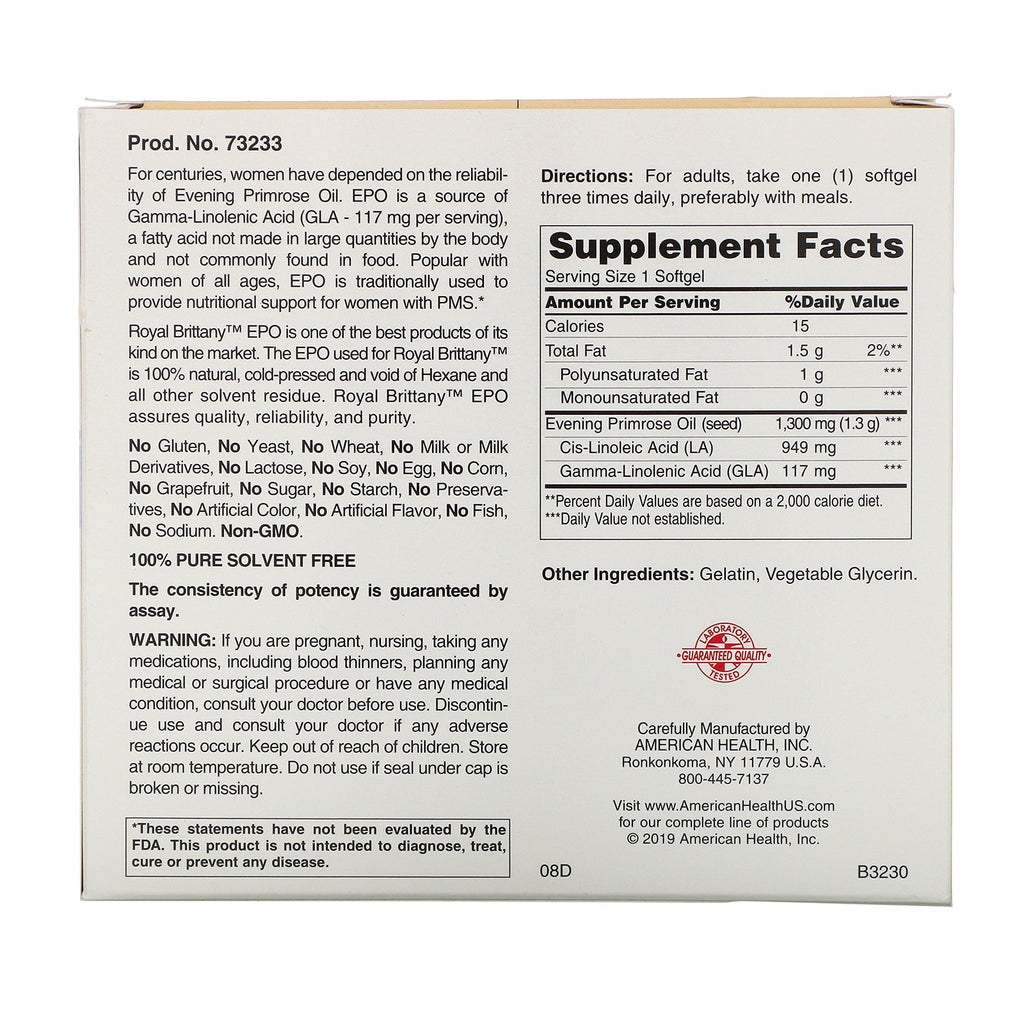 Prod. No. 73233
For centuries, women have depended on the reliabil-
ity of Evening Primrose Oil. EPO is a source of
Gamma-Linolenic Acid (GLA - 117 mg per serving),
a fatty acid not made in large quantities by the body
and not commonly found in food. Popular with
women of all ages, EPO is traditionally used to
provide nutritional support for women with PMS.*
Royal Brittany™ EPO is one of the best products of its
kind on the market. The EPO used for Royal Brittany™
is 100% natural, cold-pressed and void of Hexane and
all other solvent residue. Royal Brittany™ EPO
assures quality, reliability, and purity.
No Gluten, No Yeast, No Wheat, No Milk or Milk
Derivatives, No Lactose, No Soy, No Egg, No Corn,
No Grapefruit, No Sugar, No Starch, No Preserva-
tives, No Artificial Color, No Artificial Flavor, No Fish,
No Sodium. Non-GMO.
100% PURE SOLVENT FREE
The consistency of potency is guaranteed by
assay.
WARNING: If you are pregnant, nursing, taking any
medications, including blood thinners, planning any
medical or surgical procedure or have any medical
condition, consult your doctor before use. Discontin-
ue use and consult your doctor if any adverse
reactions occur. Keep out of reach of children. Store
at room temperature. Do not use if seal under cap is
broken or missing.
*These statements have not been evaluated by the
FDA. This product is not intended to diagnose, treat,
cure or prevent any disease.
Directions: For adults, take one (1) softgel
three times daily, preferably with meals.
Supplement Facts
Serving Size 1 Softgel
Amount Per Serving %Daily Value
Calories 15
Total Fat 1.5 g 2%**
Polyunsaturated Fat 1 g ***
Monounsaturated Fat 0 g ***
Evening Primrose Oil (seed) 1,300 mg (1.3 g) ***
Cis-Linoleic Acid (LA) 949 mg ***
Gamma-Linolenic Acid (GLA) 117 mg ***
**Percent Daily Values are based on a 2,000 calorie diet.
***Daily Value not established.
Other Ingredients: Gelatin, Vegetable Glycerin.
LABORATORY
•GUARANTEED QUALITY•
TESTED
Carefully Manufactured by
AMERICAN HEALTH, INC.
Ronkonkoma, NY 11779 U.S.A.
800-445-7137
Visit www.AmericanHealthUS.com
for our complete line of products
© 2019 American Health, Inc.
08D B3230